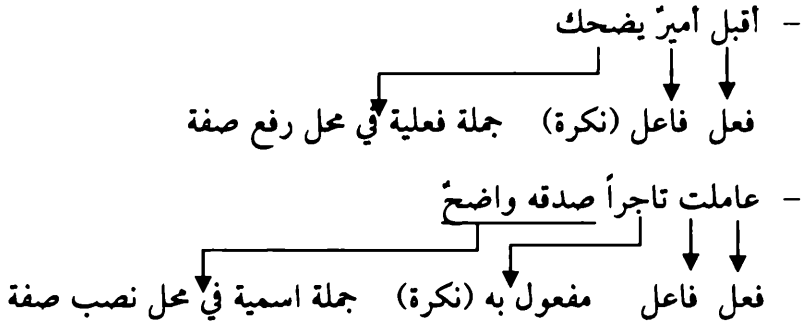 - أقبل أميرٌ يضحك
فعل فاعل (نكرة) جملة فعلية في محل رفع صفة
- عاملت تاجراً صدقه واضحٌ
فعل فاعل مفعول به (نكرة) جملة اسمية في محل نصب صفة